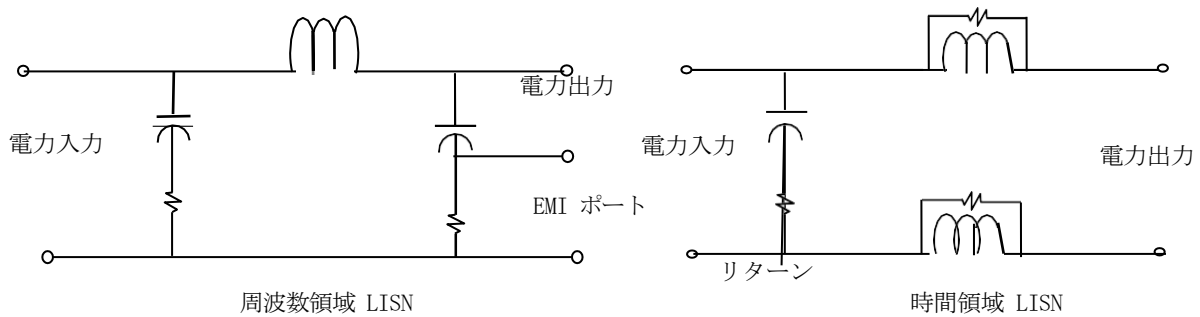 電力出力
電力入力
EMI ポート
周波数領域 LISN
電力入力
電力出力
リターン
時間領域 LISN